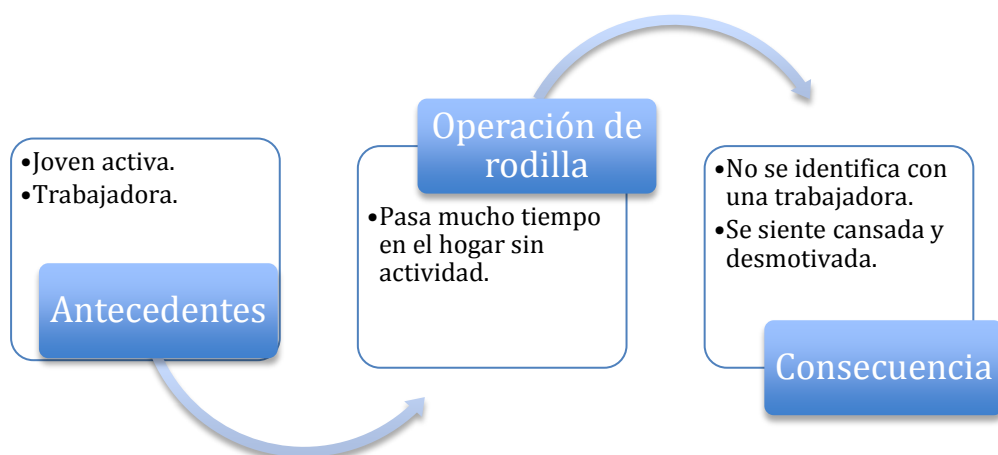 •Joven activa.
•Trabajadora.
Antecedentes
Operación de
rodilla
•Pasa mucho tiempo
en el hogar sin
actividad.
•No se identifica con
una trabajadora.
•Se siente cansada y
desmotivada.
Consecuencia